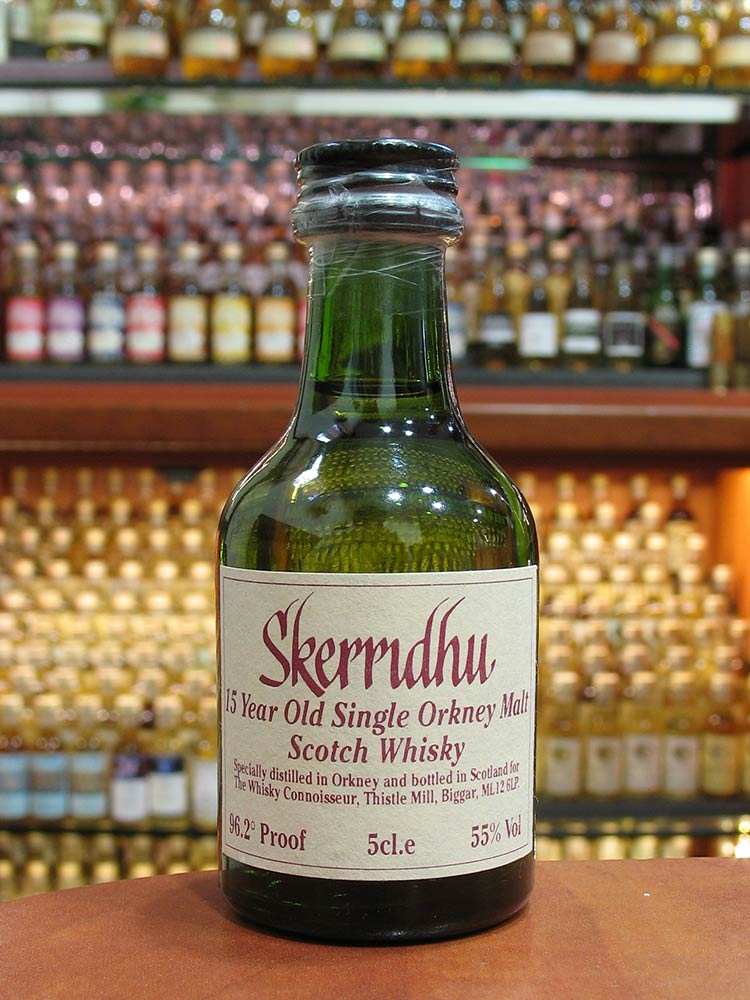 Skerridhu
15 Year Old Single Orkney Malt
Scotch Whisky
Specially distilled in Orkney and bottled in Scotland for
The Whisky Connoisseur, Thistle Mill, Biggar, ML12 6LP.
96.2° Proof 5cl.e 55% Vol